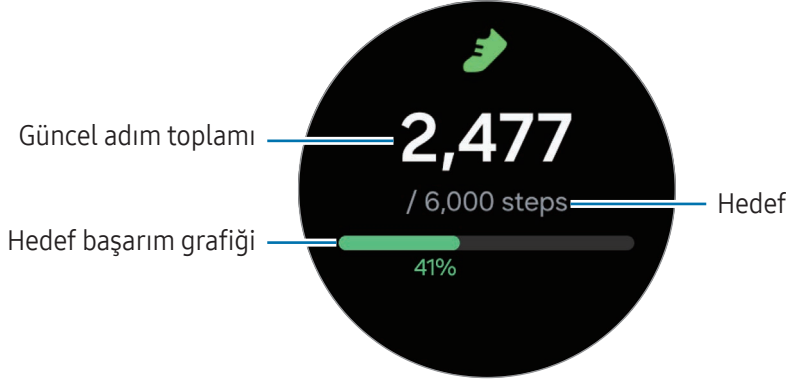 Güncel adım toplamı
2,477
/ 6,000 steps
Hedef
Hedef başarım grafiği
41%